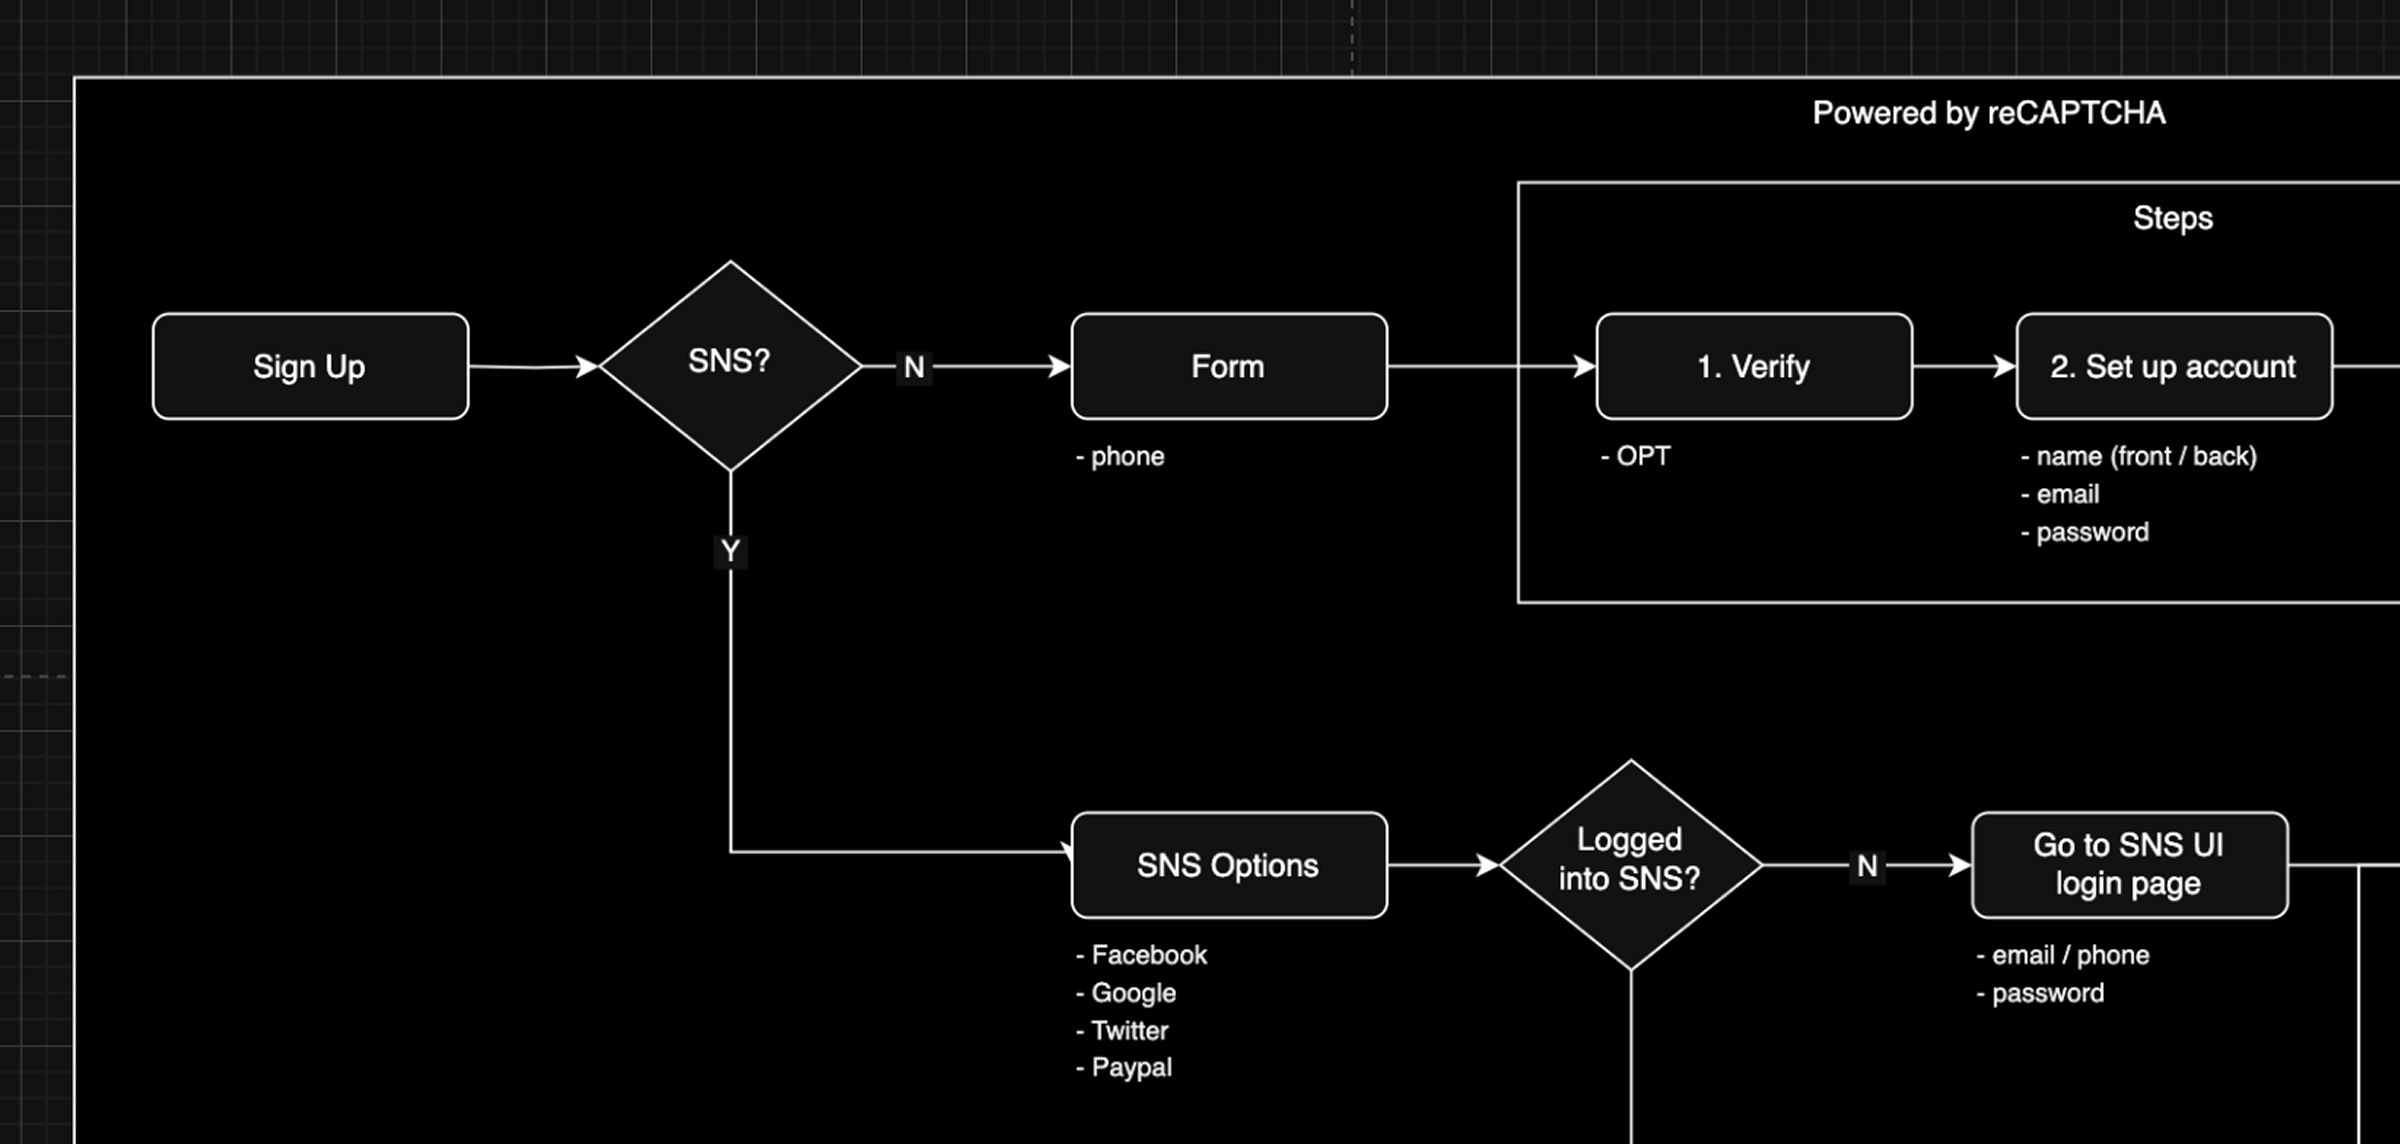 Powered by reCAPTCHA
Steps
Sign Up
SNS?
N
Form
1. Verify
2. Set up account
- phone
- OPT
- name (front / back)
- email
- password
Y
SNS Options
Logged
into SNS?
N
Go to SNS UI
login page
- Facebook
- Google
- Twitter
- Paypal
- email / phone
- password